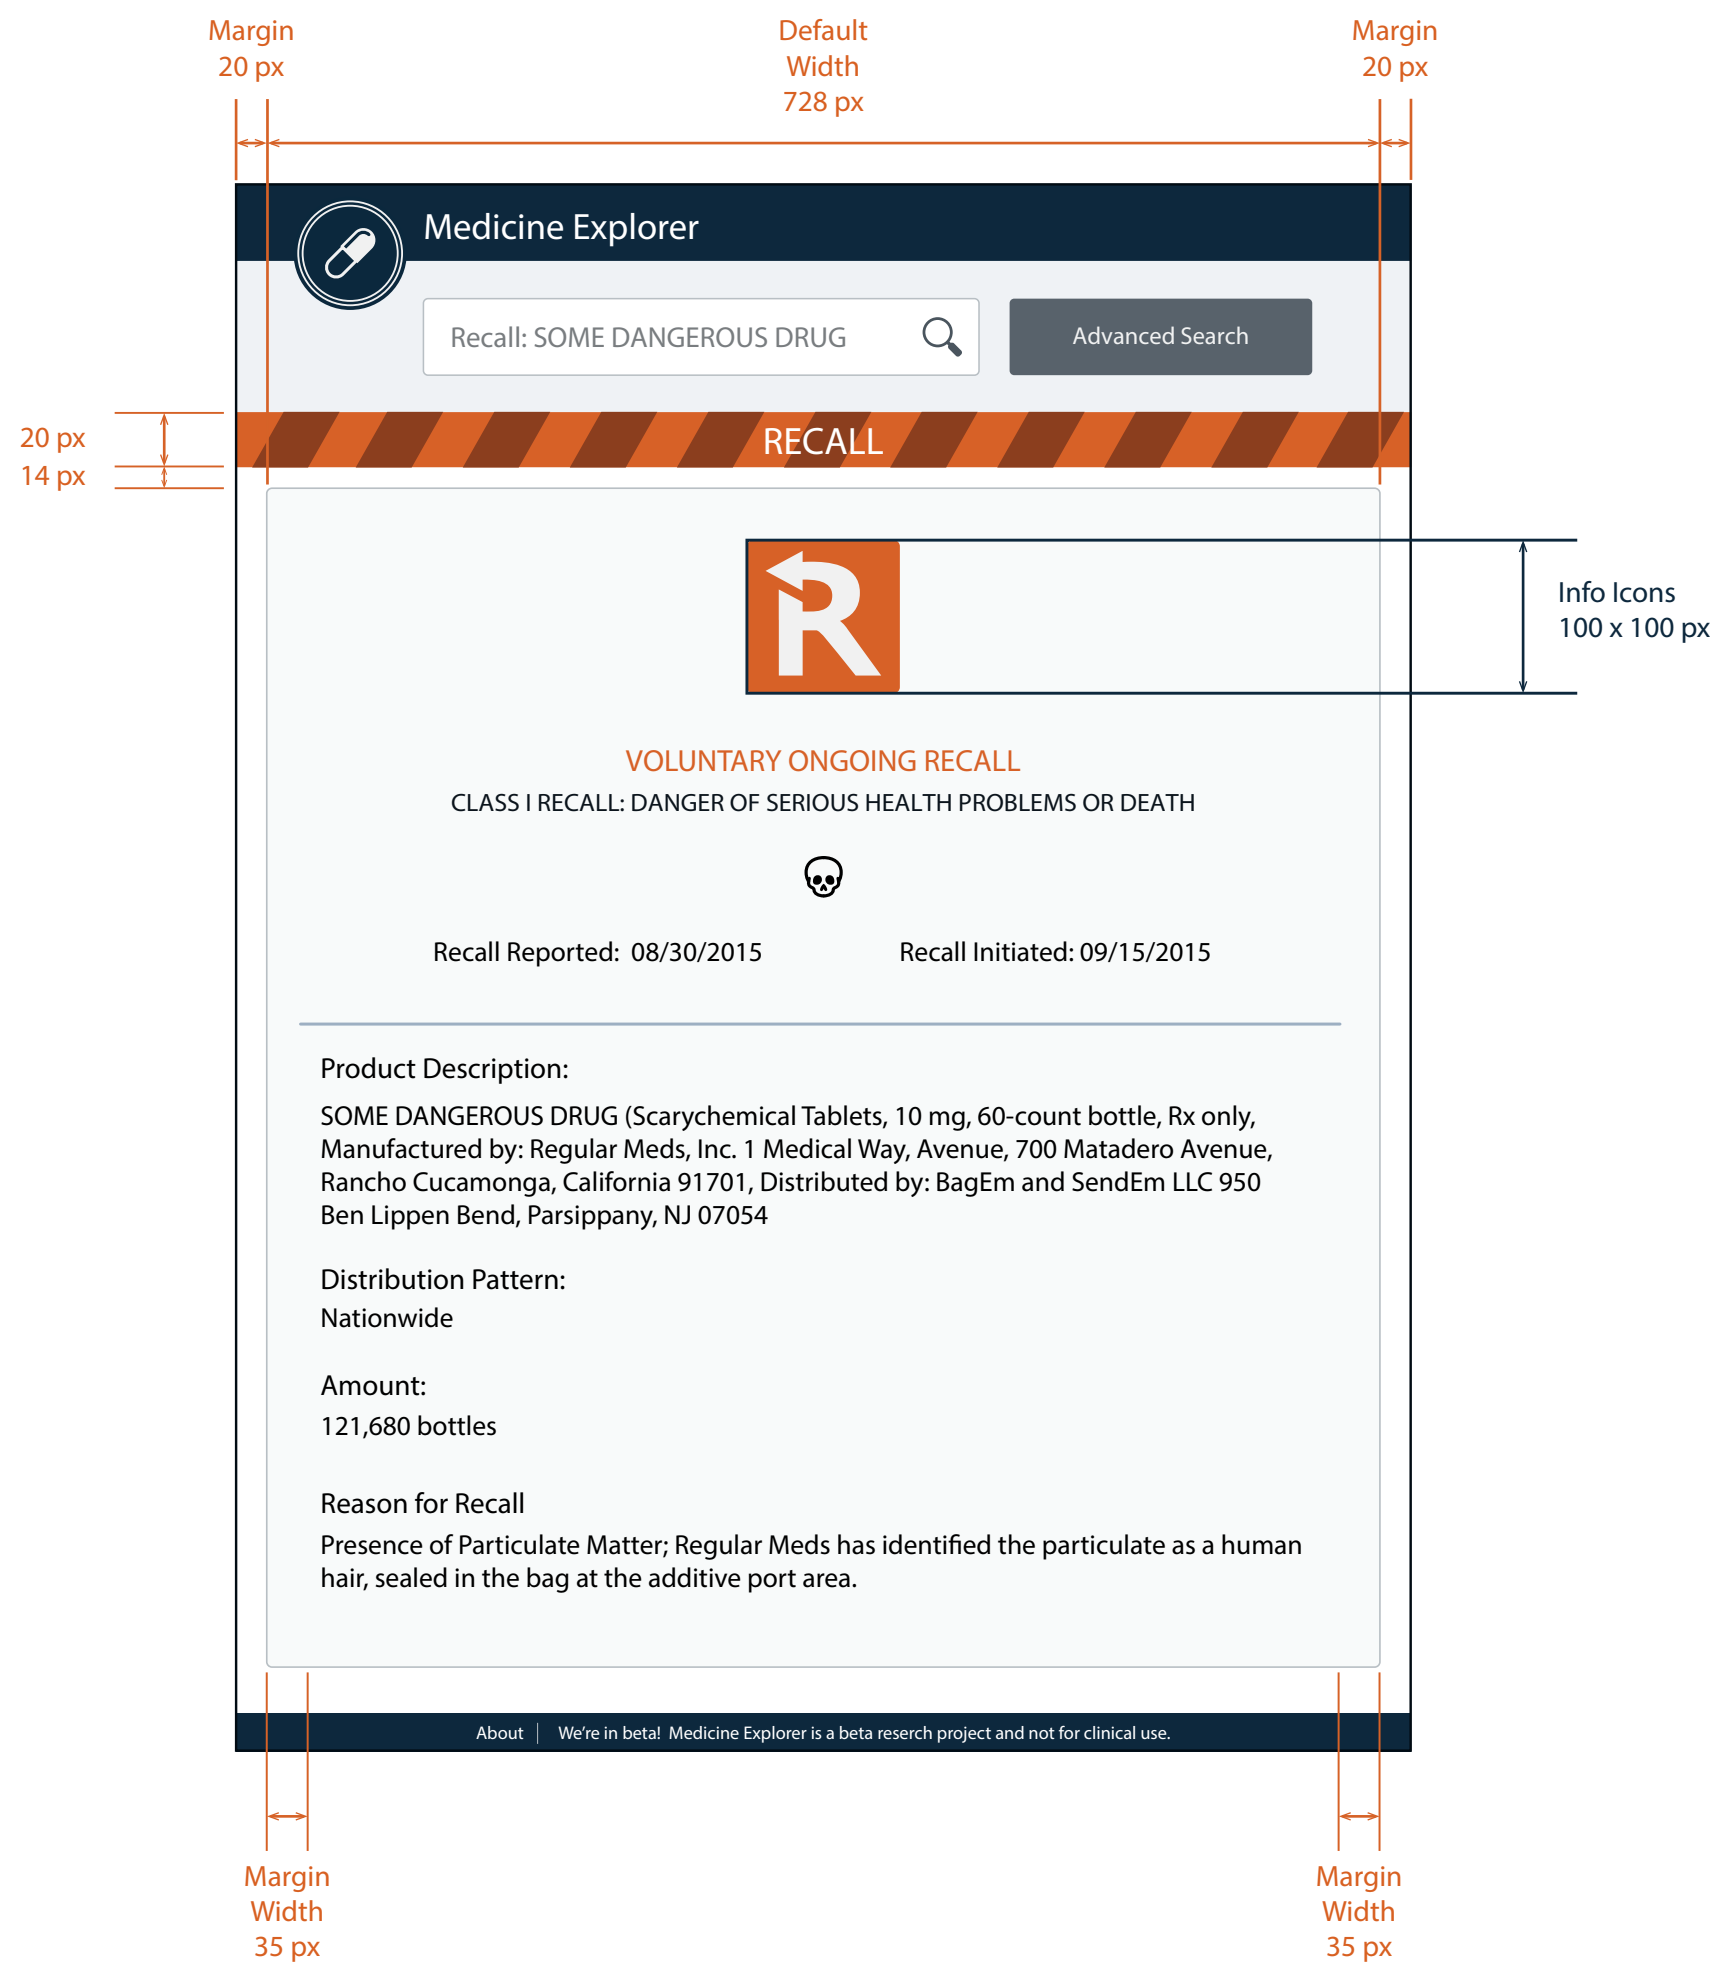 Margin
20 px
Default
Width
728 px
Margin
20 px
Medicine Explorer
Recall: SOME DANGEROUS DRUG
Advanced Search
20 px
14 px
RECALL
R
Info Icons
100 x 100 px
VOLUNTARY ONGOING RECALL
CLASS I RECALL: DANGER OF SERIOUS HEALTH PROBLEMS OR DEATH
Recall Reported: 08/30/2015
Recall Initiated: 09/15/2015
Product Description:
SOME DANGEROUS DRUG (Scarychemical Tablets, 10 mg, 60-count bottle, Rx only,
Manufactured by: Regular Meds, Inc. 1 Medical Way, Avenue, 700 Matadero Avenue,
Rancho Cucamonga, California 91701, Distributed by: BagEm and SendEm LLC 950
Ben Lippen Bend, Parsippany, NJ 07054
Distribution Pattern:
Nationwide
Amount:
121,680 bottles
Reason for Recall
Presence of Particulate Matter; Regular Meds has identified the particulate as a human
hair, sealed in the bag at the additive port area.
About | We're in beta! Medicine Explorer is a beta reserch project and not for clinical use.
Margin
Width
35 px
Margin
Width
35 px